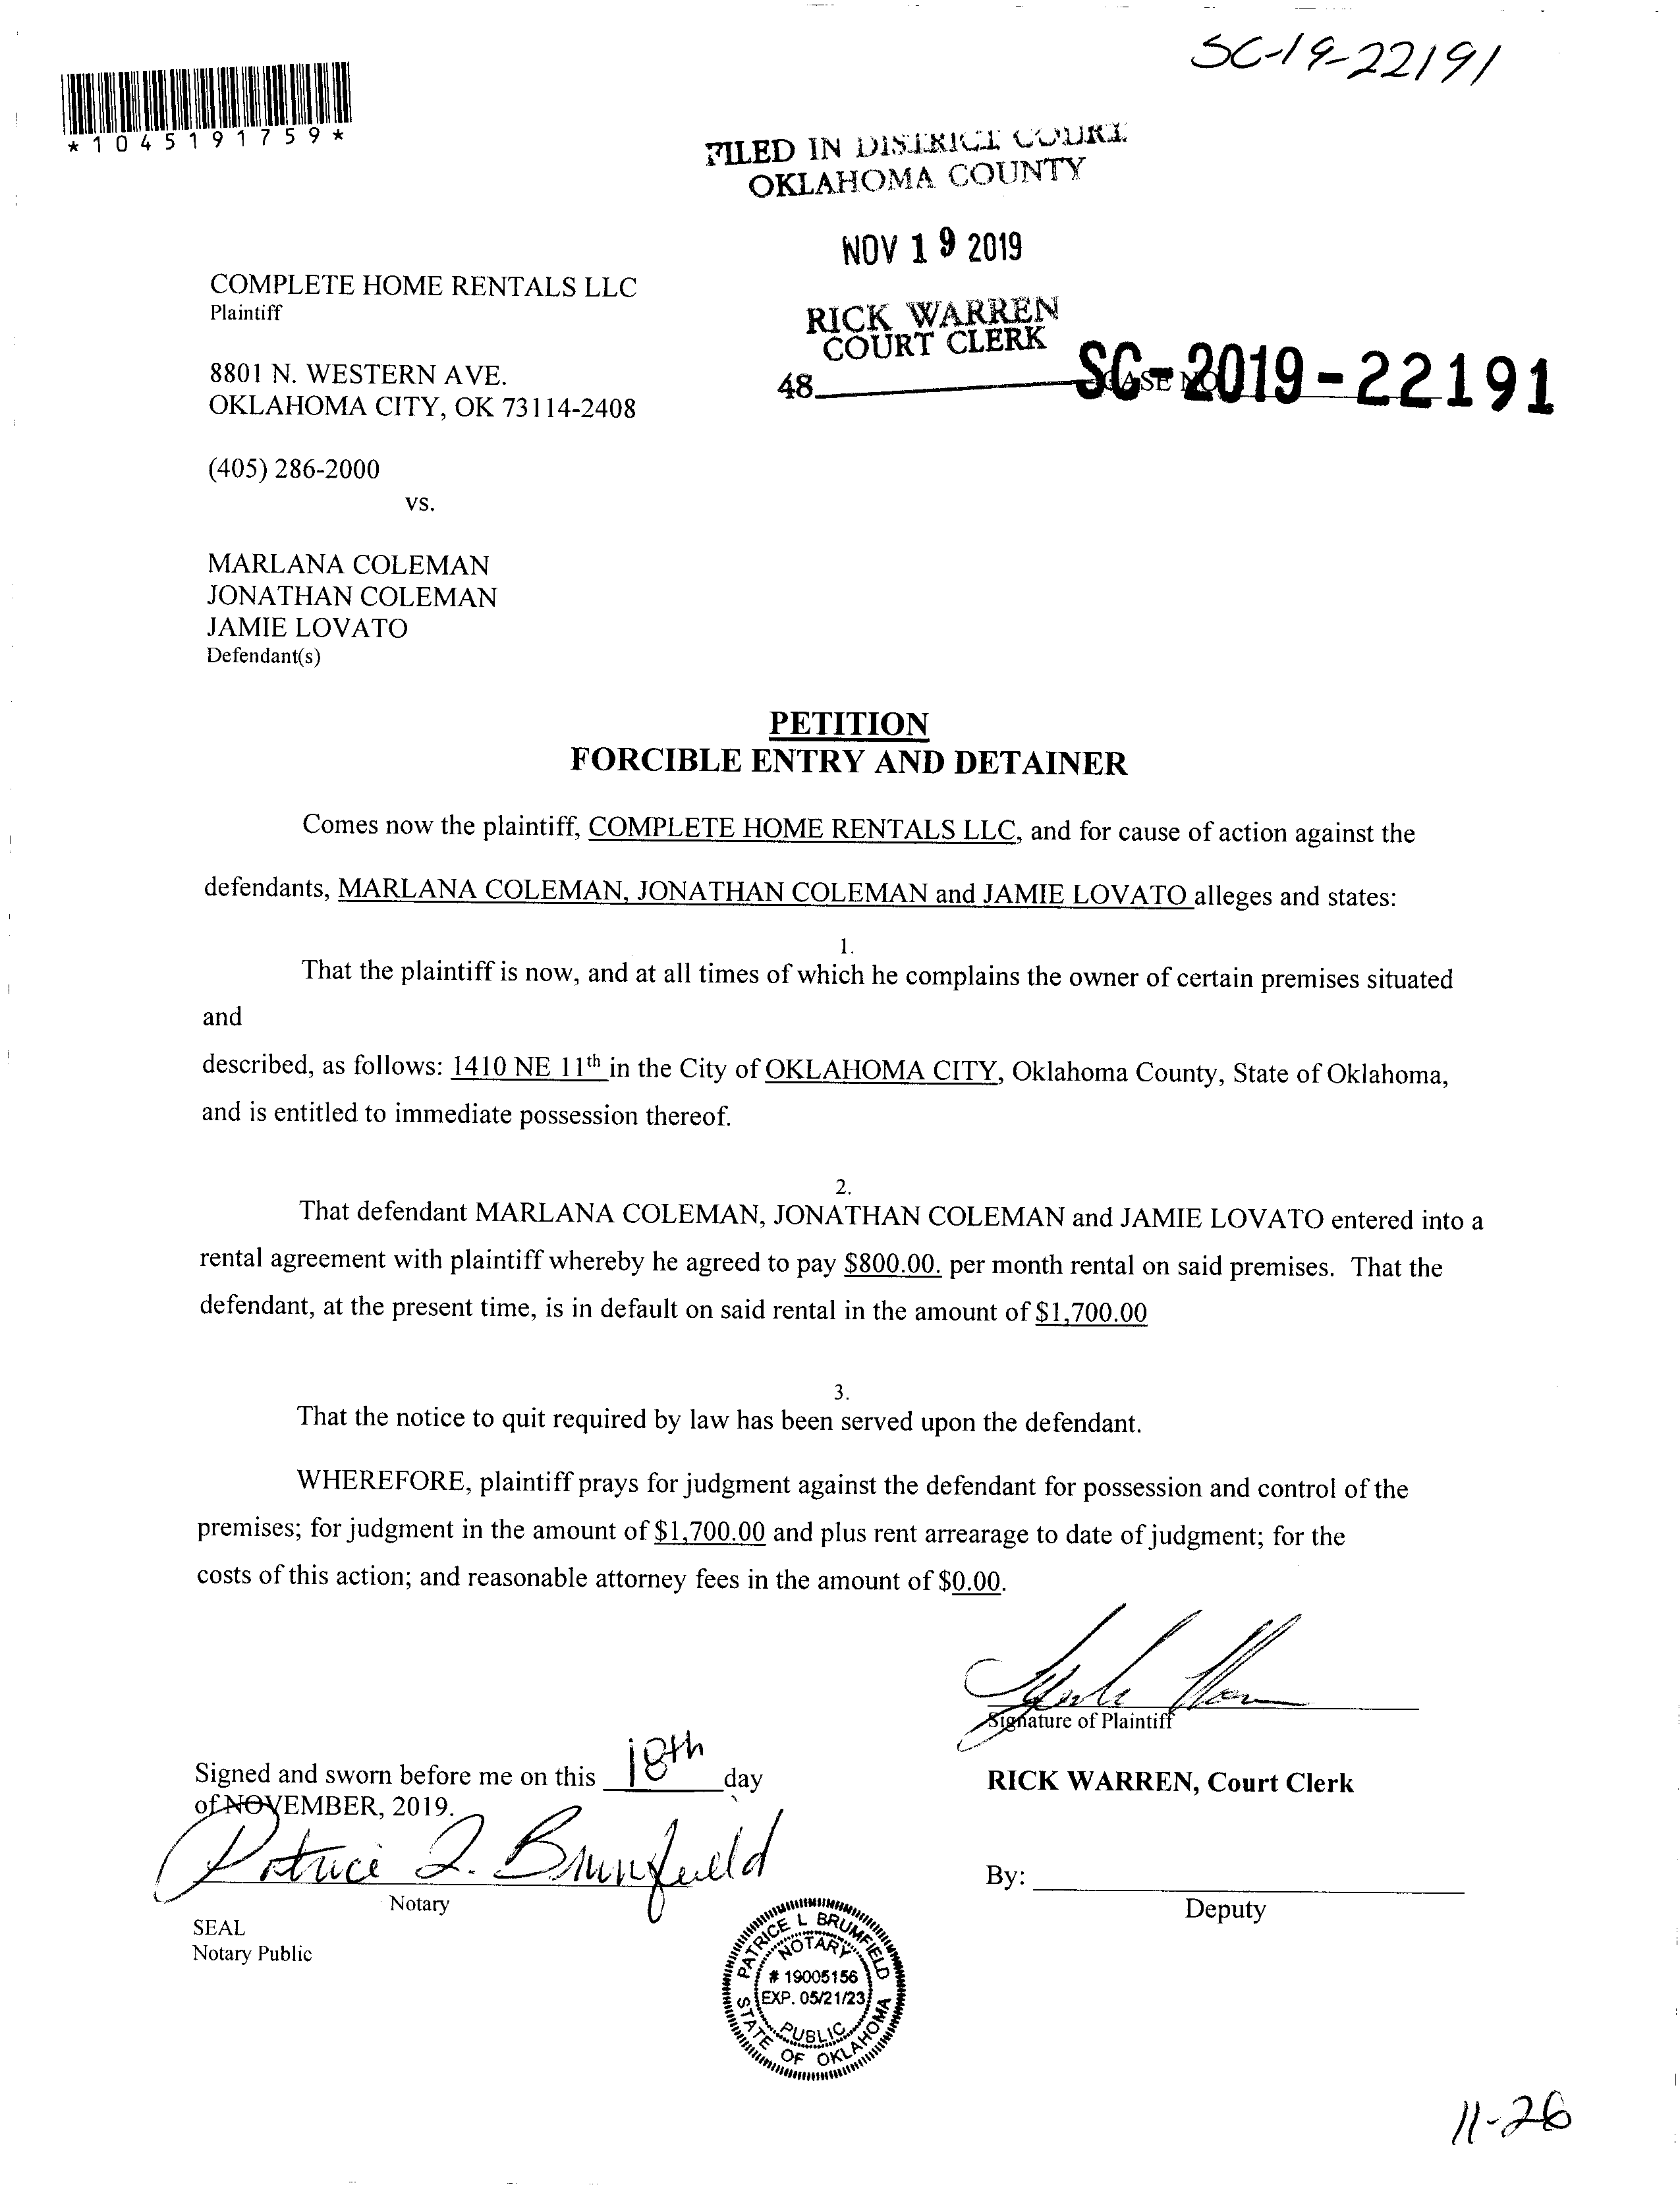 SC-19-22191
*1045191759*
FILED IN DISTRICT COURT
OKLAHOMA COUNTY
NOV 19 2019
RICK WARREN
COURT CLERK
48
CASE NO
SC-2019-22191
COMPLETE HOME RENTALS LLC
Plaintiff
8801 N. WESTERN AVE.
OKLAHOMA CITY, OK 73114-2408
(405) 286-2000
vs.
MARLANA COLEMAN
JONATHAN COLEMAN
JAMIE LOVATO
Defendant(s)
PETITION
FORCIBLE ENTRY AND DETAINER
Comes now the plaintiff, COMPLETE HOME RENTALS LLC, and for cause of action against the
defendants, MARLANA COLEMAN, JONATHAN COLEMAN and JAMIE LOVATO alleges and states:
1.
That the plaintiff is now, and at all times of which he complains the owner of certain premises situated
and
described, as follows: 1410 NE 11th in the City of OKLAHOMA CITY, Oklahoma County, State of Oklahoma,
and is entitled to immediate possession thereof.
2.
That defendant MARLANA COLEMAN, JONATHAN COLEMAN and JAMIE LOVATO entered into a
rental agreement with plaintiff whereby he agreed to pay $800.00. per month rental on said premises. That the
defendant, at the present time, is in default on said rental in the amount of $1,700.00
3.
That the notice to quit required by law has been served upon the defendant.
WHEREFORE, plaintiff prays for judgment against the defendant for possession and control of the
premises; for judgment in the amount of $1,700.00 and plus rent arrearage to date of judgment; for the
costs of this action; and reasonable attorney fees in the amount of $0.00.
Signature of Plaintiff
Signed and sworn before me on this 18th day
of NOVEMBER, 2019.
RICK WARREN, Court Clerk
Patrice L. Brumfield
Notary
By:
Deputy
SEAL
Notary Public
PATRICE L BRUMFIELD
NOTARY
# 19005156
EXP. 05/21/23
PUBLIC
STATE OF OKLAHOMA
11-26